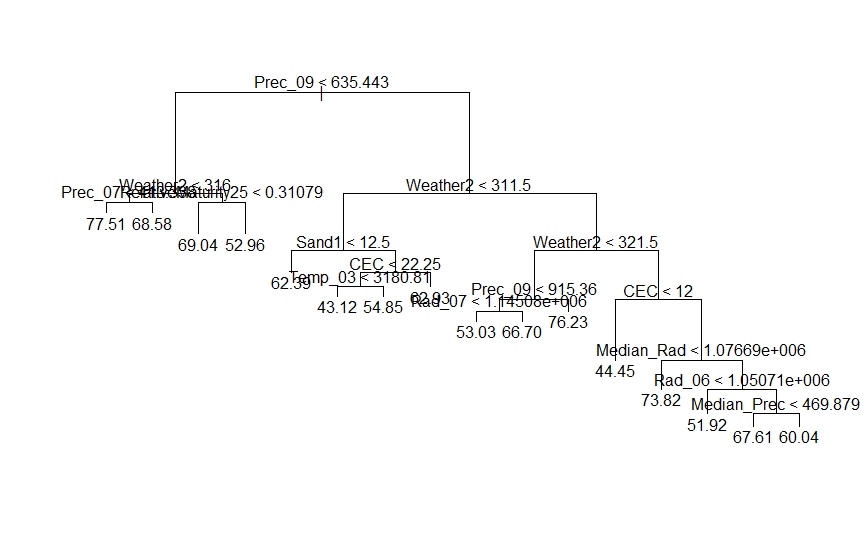 Prec_09 < 635.443
Weather2 < 316
Weather2 < 311.5
Prec_07
RelativeMaturity25 < 0.31079
77.51 68.58
69.04 52.96
Sand1 < 12.5
Weather2 < 321.5
CEC < 22.25
62.39
Temp_03 < 3180.81
62.93
43.12 54.85
Prec_09 < 915.36
CEC < 12
Rad_07 < 1.14508e+006
76.23
53.03 66.70
Median_Rad < 1.07669e+006
44.45
Rad_06 < 1.05071e+006
73.82
Median_Prec < 469.879
51.92
67.61 60.04